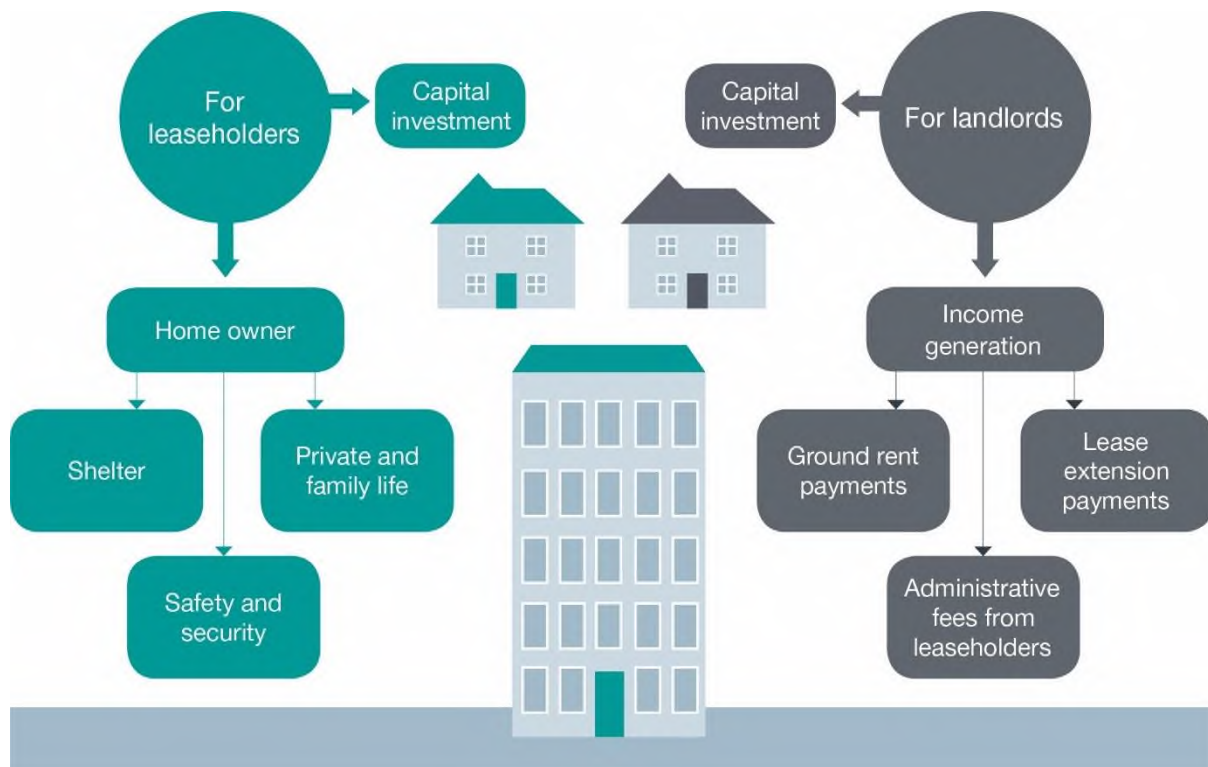 For
leaseholders
Capital
investment
Home owner
Shelter
Private and
family life
Safety and
security
Capital
investment
For landlords
Income
generation
Ground rent
payments
Lease
extension
payments
Administrative
fees from
leaseholders